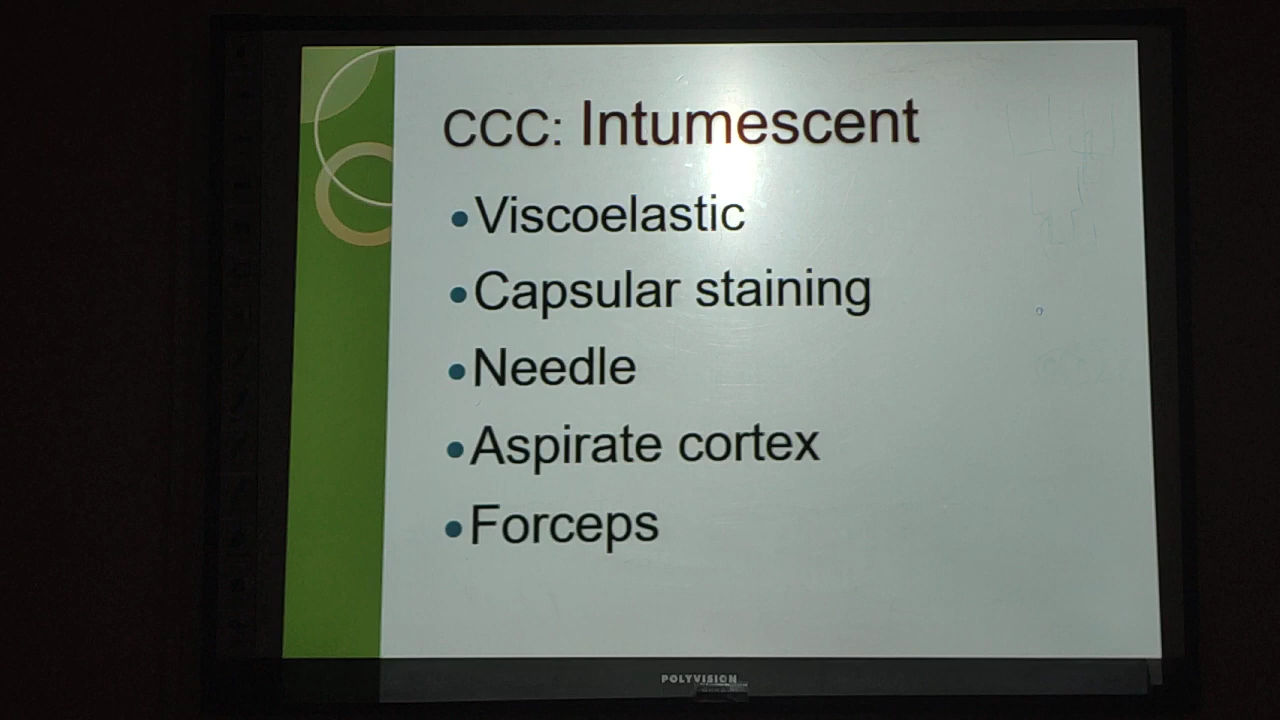 CCC: Intumescent
•Viscoelastic
•Capsular staining
•Needle
•Aspirate cortex
•Forceps
POLYVISION